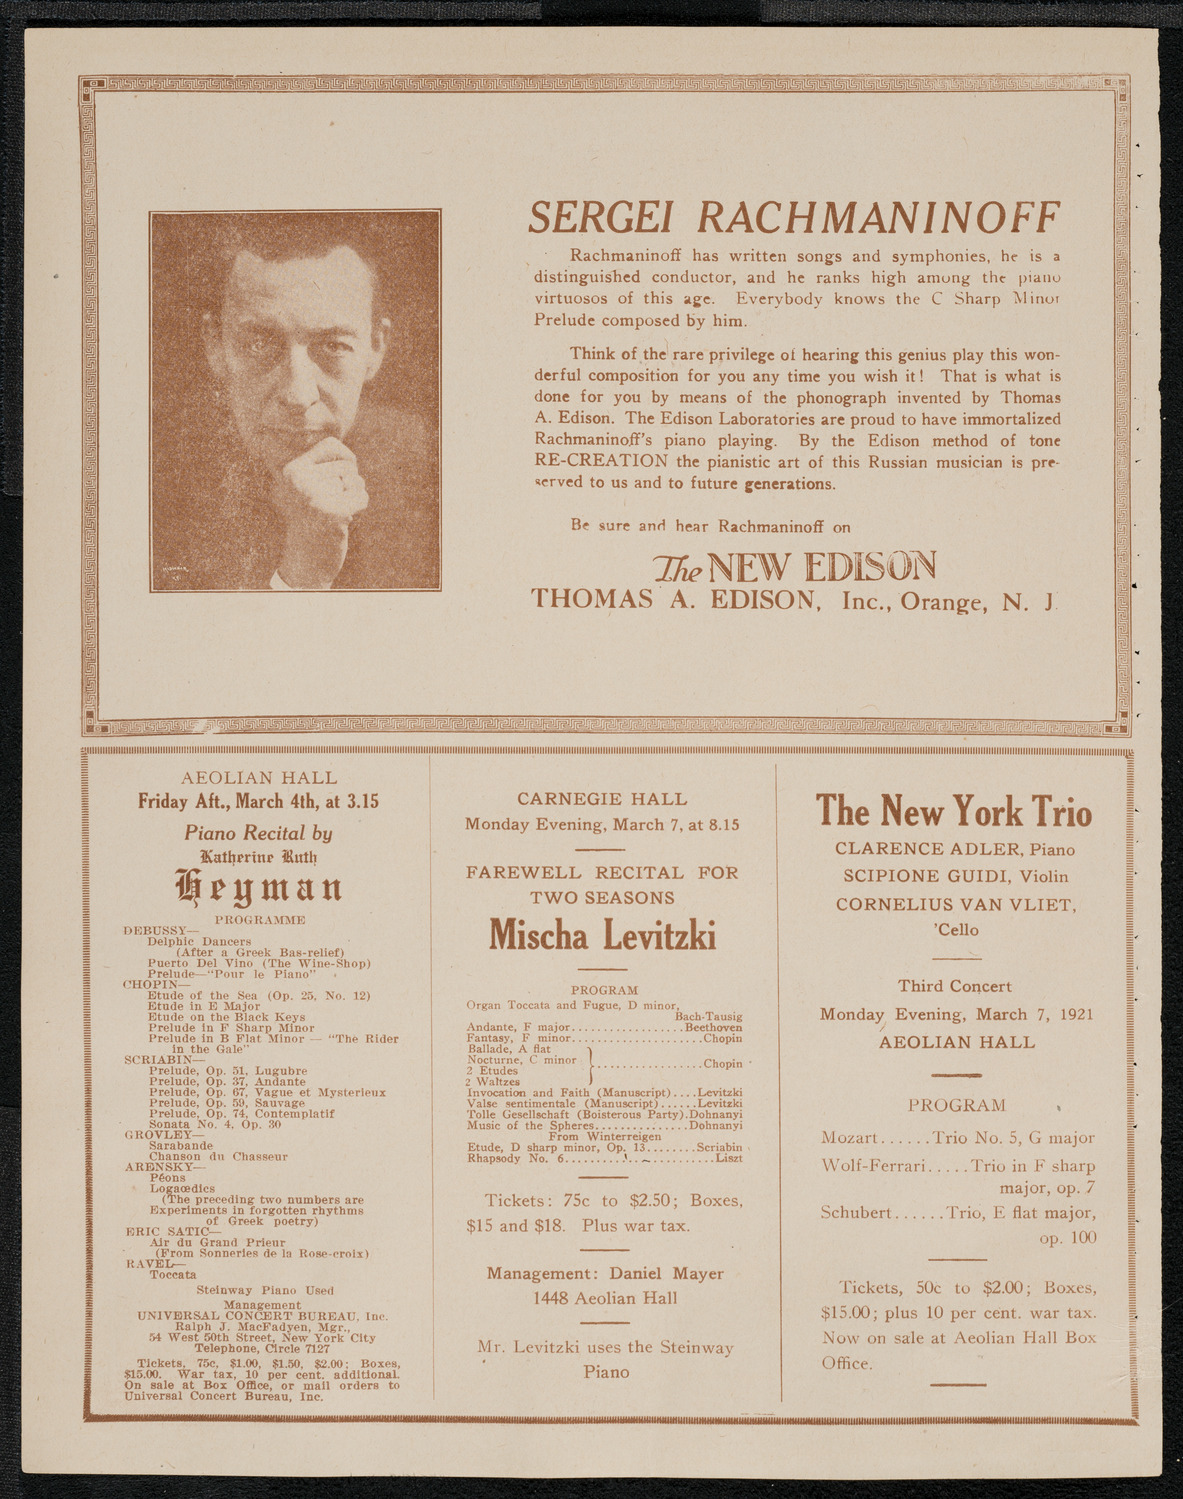 SERGEI RACHMANINOFF
Rachmaninoff has written songs and symphonies, he is a
distinguished conductor, and he ranks high among the piano
virtuosos of this age. Everybody knows the C Sharp Minor
Prelude composed by him.
Think of the rare privilege of hearing this genius play this won-
derful composition for you any time you wish it! That is what is
done for you by means of the phonograph invented by Thomas
A. Edison. The Edison Laboratories are proud to have immortalized
Rachmaninoff's piano playing. By the Edison method of tone
RE-CREATION the pianistic art of this Russian musician is pre-
served to us and to future generations.
Be sure and hear Rachmaninoff on
The NEW EDISON
THOMAS A. EDISON, Inc., Orange, N. J.
AEOLIAN HALL
Friday Aft., March 4th, at 3.15
Piano Recital by
Katherine Ruth
Heyman
PROGRAMME
DEBUSSY—
Delphic Dancers
(After a Greek Bas-relief)
Puerto Del Vino (The Wine-Shop)
Prelude—"Pour le Piano"
CHOPIN—
Etude of the Sea (Op. 25, No. 12)
Etude in E Major
Etude on the Black Keys
Prelude in F Sharp Minor
Prelude in B Flat Minor — "The Rider
in the Gale"
SCRIABIN—
Prelude, Op. 51, Lugubre
Prelude, Op. 37, Andante
Prelude, Op. 67, Vague et Mysterieux
Prelude, Op. 59, Sauvage
Prelude, Op. 74, Contemplatif
Sonata No. 4, Op. 30
GROVLEY—
Sarabande
Chanson du Chasseur
ARENSKY—
Péons
Logaœdics
(The preceding two numbers are
Experiments in forgotten rhythms
of Greek poetry)
ERIC SATIC—
Air du Grand Prieur
(From Sonneries de la Rose-croix)
RAVEL—
Toccata
Steinway Piano Used
Management
UNIVERSAL CONCERT BUREAU, Inc.
Ralph J. MacFadyen, Mgr.,
54 West 50th Street, New York City
Telephone, Circle 7127
Tickets, 75c, $1.00, $1.50, $2.00; Boxes,
$15.00. War tax, 10 per cent. additional.
On sale at Box Office, or mail orders to
Universal Concert Bureau, Inc.
CARNEGIE HALL
Monday Evening, March 7, at 8.15
FAREWELL RECITAL FOR
TWO SEASONS
Mischa Levitzki
PROGRAM
Organ Toccata and Fugue, D minor,
Bach-Tausig
Andante, F major.................Beethoven
Fantasy, F minor....................Chopin
Ballade, A flat
Nocturne, C minor
2 Etudes
2 Waltzes
................Chopin
Invocation and Faith (Manuscript)....Levitzki
Valse sentimentale (Manuscript)......Levitzki
Tolle Gesellschaft (Boisterous Party).Dohnanyi
Music of the Spheres..............Dohnanyi
From Winterreigen
Etude, D sharp minor, Op. 13........Scriabin
Rhapsody No. 6.......................Liszt
Tickets: 75c to $2.50; Boxes,
$15 and $18. Plus war tax.
Management: Daniel Mayer
1448 Aeolian Hall
Mr. Levitzki uses the Steinway
Piano
The New York Trio
CLARENCE ADLER, Piano
SCIPIONE GUIDI, Violin
CORNELIUS VAN VLIET,
'Cello
Third Concert
Monday Evening, March 7, 1921
AEOLIAN HALL
PROGRAM
Mozart......Trio No. 5, G major
Wolf-Ferrari.....Trio in F sharp
major, op. 7
Schubert......Trio, E flat major,
op. 100
Tickets, 50c to $2.00; Boxes,
$15.00; plus 10 per cent. war tax.
Now on sale at Aeolian Hall Box
Office.